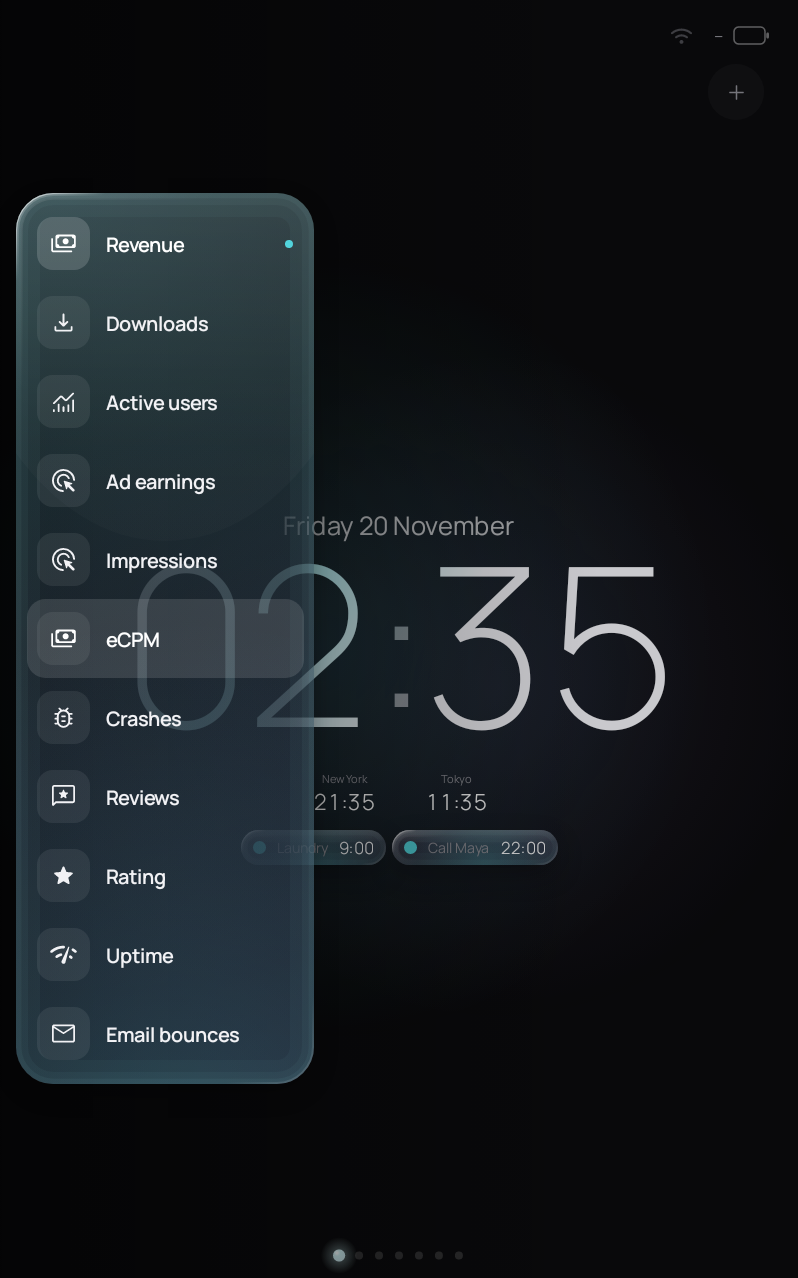 Revenue
Downloads
Active users
Ad earnings
Friday 20 November
Impressions
02:35
eCPM
Crashes
New York
Tokyo
21:35
11:35
Reviews
Laundry 9:00
Call Maya 22:00
Rating
Uptime
Email bounces